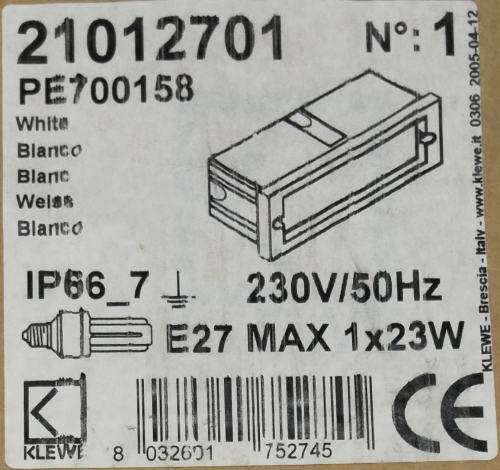 21012701 N°: 1
PE700158
White
Bianco
Blanc
Weiss
Blanco
IP66_7 230V/50Hz
E27 MAX 1x23W
KLEWE
8 032601 752745
CE
KLEWE - Brescia - Italy - www.klewe.it 0306 2005-04-12